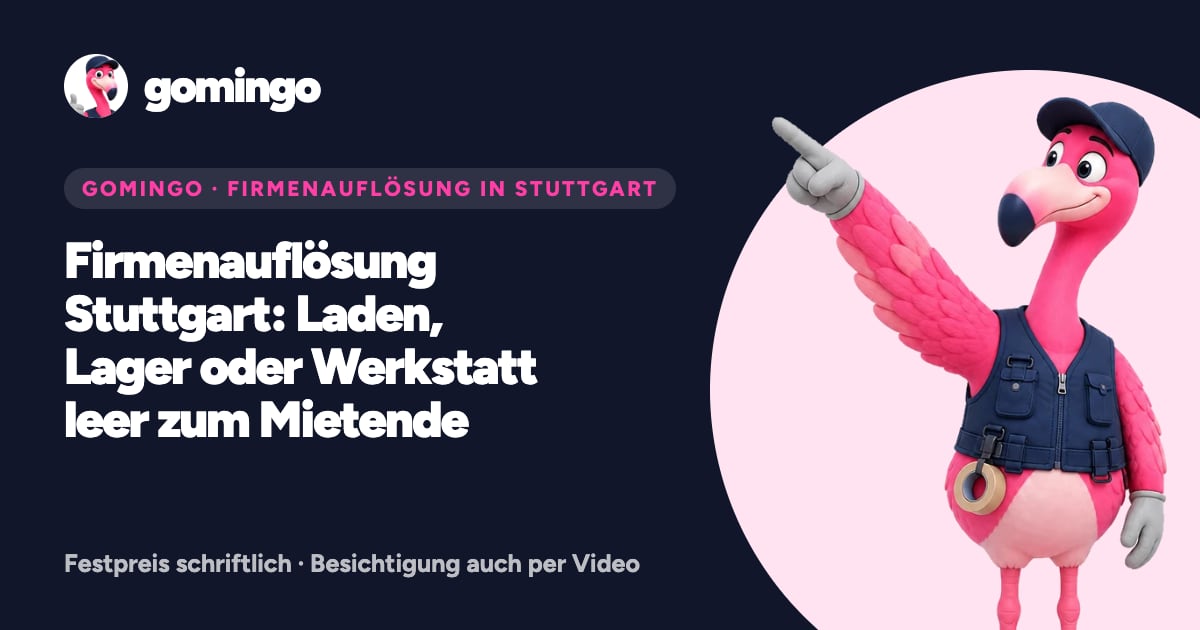 gomingo
GOMINGO · FIRMENAUFLÖSUNG IN STUTTGART
Firmenauflösung
Stuttgart: Laden,
Lager oder Werkstatt
leer zum Mietende
Festpreis schriftlich · Besichtigung auch per Video